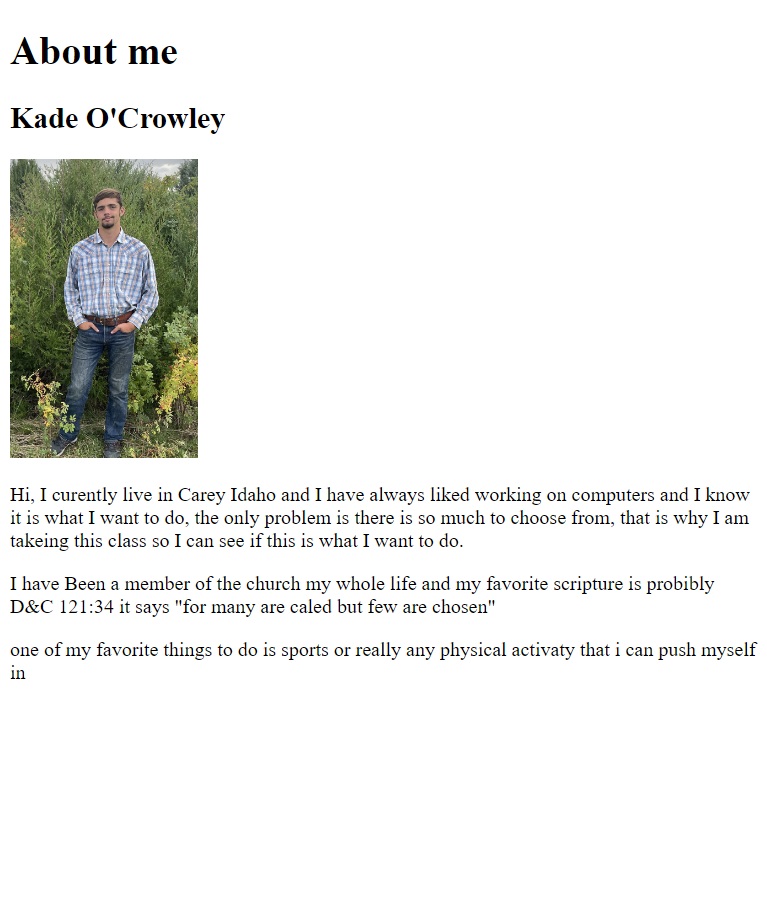 About me
Kade O'Crowley
Hi, I curently live in Carey Idaho and I have always liked working on computers and I know
it is what I want to do, the only problem is there is so much to choose from, that is why I am
takeing this class so I can see if this is what I want to do.
I have Been a member of the church my whole life and my favorite scripture is probibly
D&C 121:34 it says "for many are caled but few are chosen"
one of my favorite things to do is sports or really any physical activaty that i can push myself
in